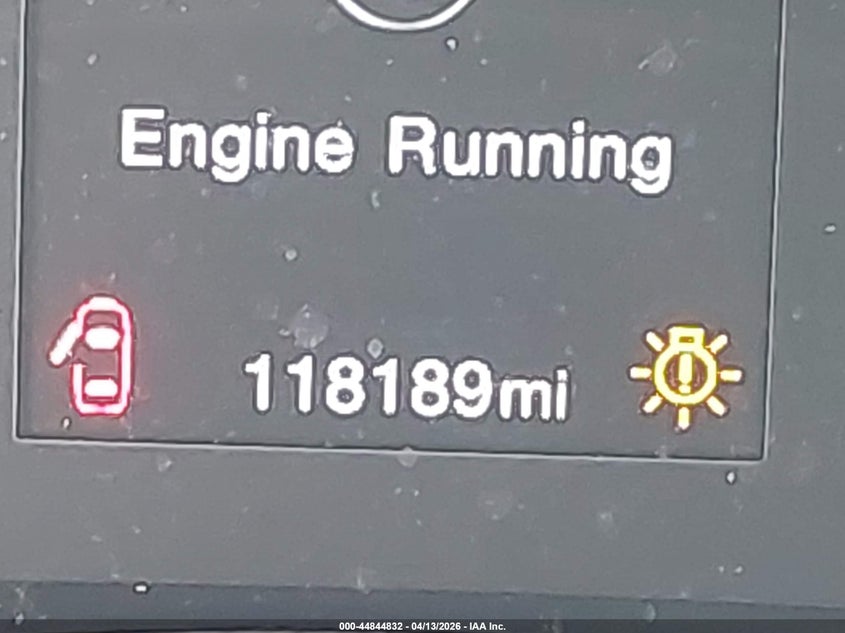 Engine Running
118189mi
000-44844832 - 04/13/2026 - IAA Inc.